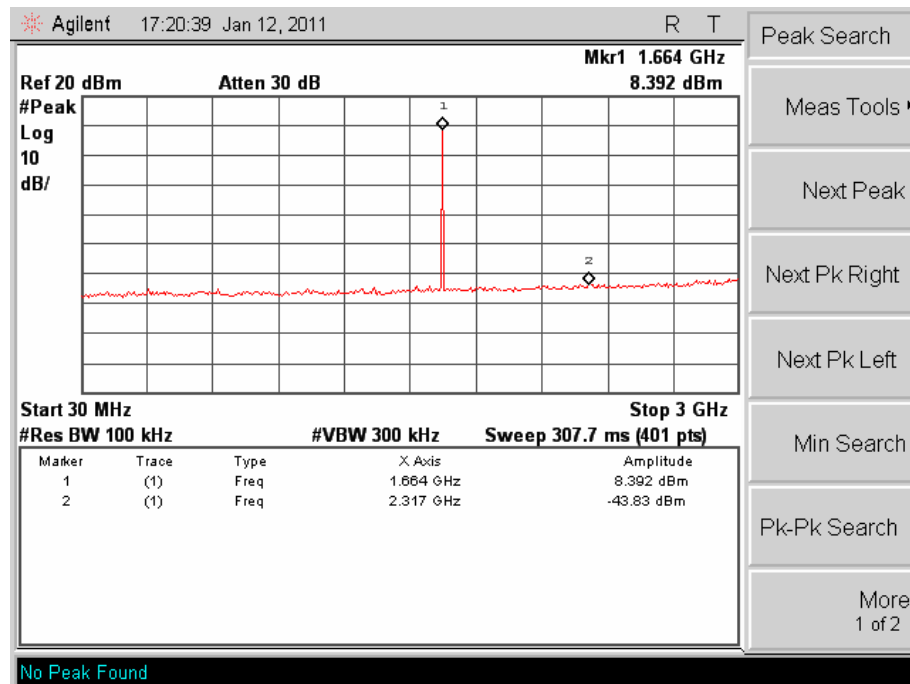 Agilent 17:20:39 Jan 12, 2011 R T
Peak Search
Mkr1 1.664 GHz
Ref 20 dBm Atten 30 dB 8.392 dBm
#Peak
Log
10
dB/
1
2
Start 30 MHz Stop 3 GHz
#Res BW 100 kHz #VBW 300 kHz Sweep 307.7 ms (401 pts)
Marker Trace Type X Axis Amplitude
1 (1) Freq 1.664 GHz 8.392 dBm
2 (1) Freq 2.317 GHz -43.83 dBm
Meas Tools
Next Peak
Next Pk Right
Next Pk Left
Min Search
Pk-Pk Search
More
1 of 2
No Peak Found